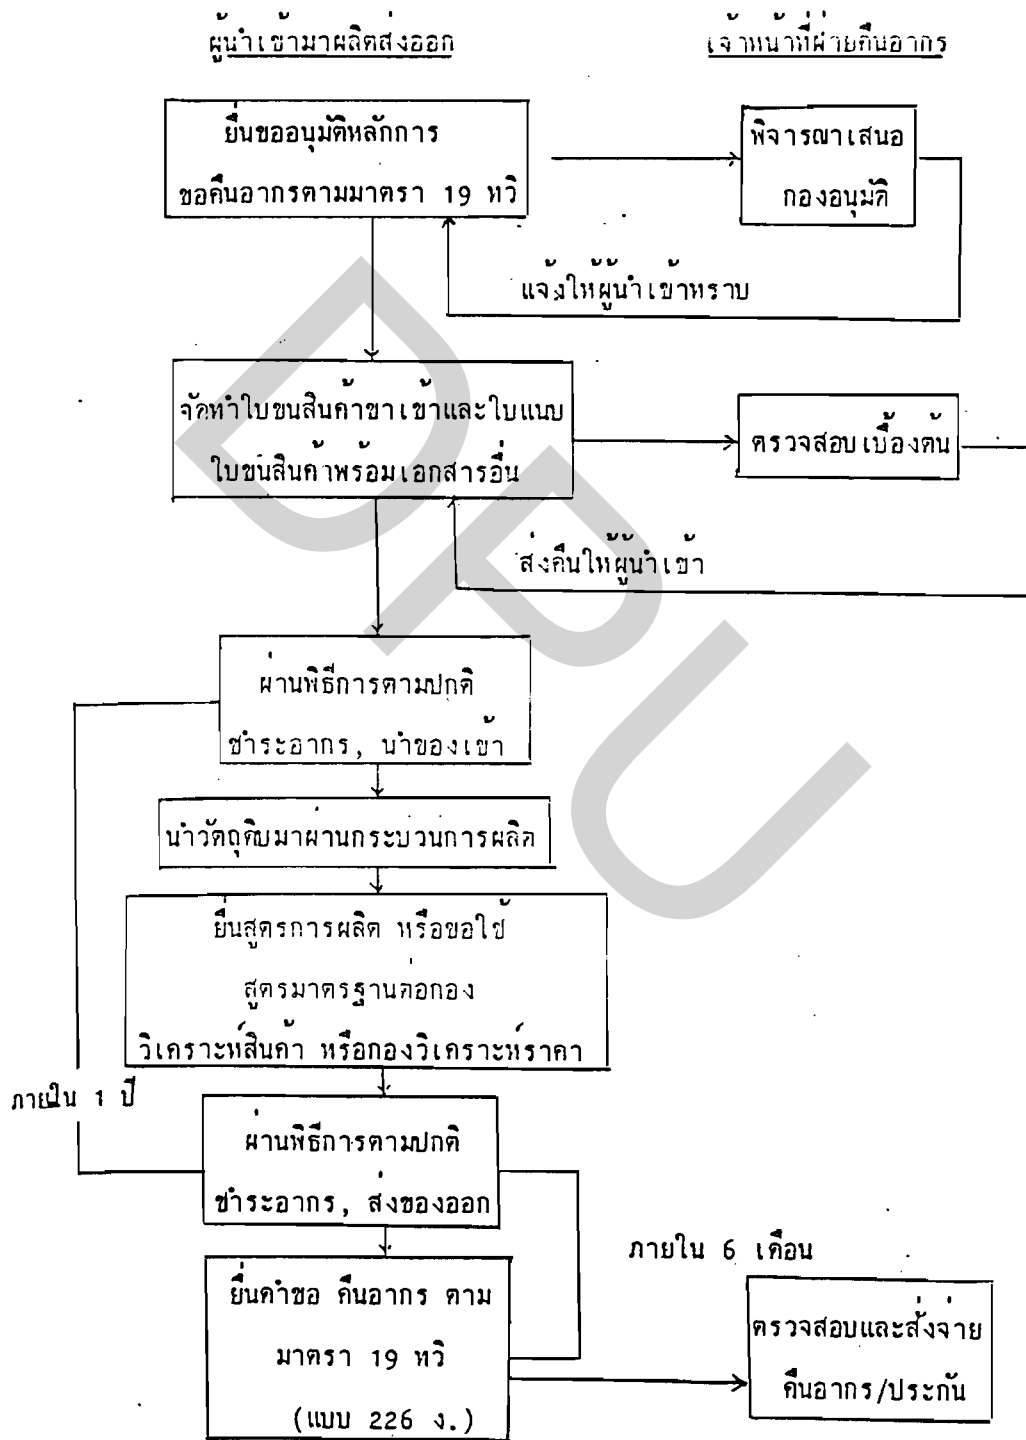 ผู้นำเข้ามาผลิตส่งออก
เจ้าหน้าที่ฝ่ายคืนอากร
ยื่นขออนุมัติหลักการ
ขอคืนอากรตามมาตรา 19 ทวิ
พิจารณาเสนอ
กองอนุมัติ
แจ้งให้ผู้นำเข้าทราบ
จัดทำใบขนสินค้าขาเข้าและใบแนบ
ใบขนสินค้าพร้อมเอกสารอื่น
ตรวจสอบเบื้องต้น
ส่งคืนให้ผู้นำเข้า
ผ่านพิธีการตามปกติ
ชำระอากร, นำของเข้า
นำวัตถุดิบมาผ่านกระบวนการผลิต
ยื่นสูตรการผลิต หรือขอใช้
สูตรมาตรฐานต่อกอง
วิเคราะห์สินค้า หรือกองวิเคราะห์ราคา
ภายใน 1 ปี
ผ่านพิธีการตามปกติ
ชำระอากร, ส่งของออก
ภายใน 6 เดือน
ยื่นคำขอ คืนอากร ตาม
มาตรา 19 ทวิ
(แบบ 226 ง.)
ตรวจสอบและสั่งจ่าย
คืนอากร/ประกัน
DPU